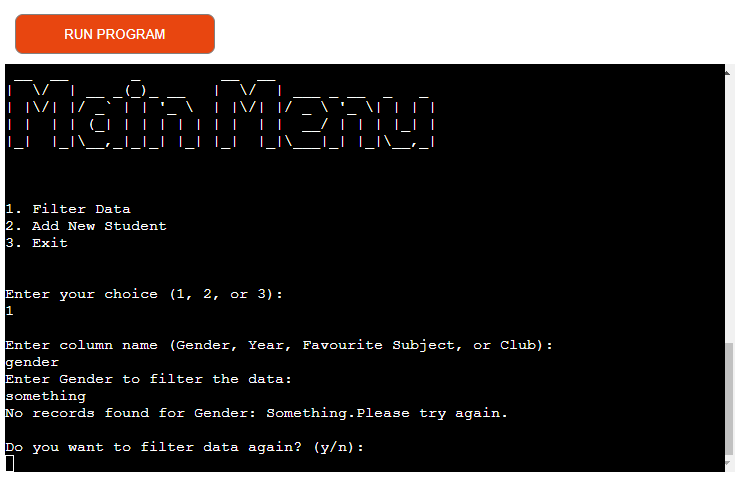 RUN PROGRAM
Main Menu
1. Filter Data
2. Add New Student
3. Exit
Enter your choice (1, 2, or 3):
1
Enter column name (Gender, Year, Favourite Subject, or Club):
gender
Enter Gender to filter the data:
something
No records found for Gender: Something.Please try again.
Do you want to filter data again? (y/n):